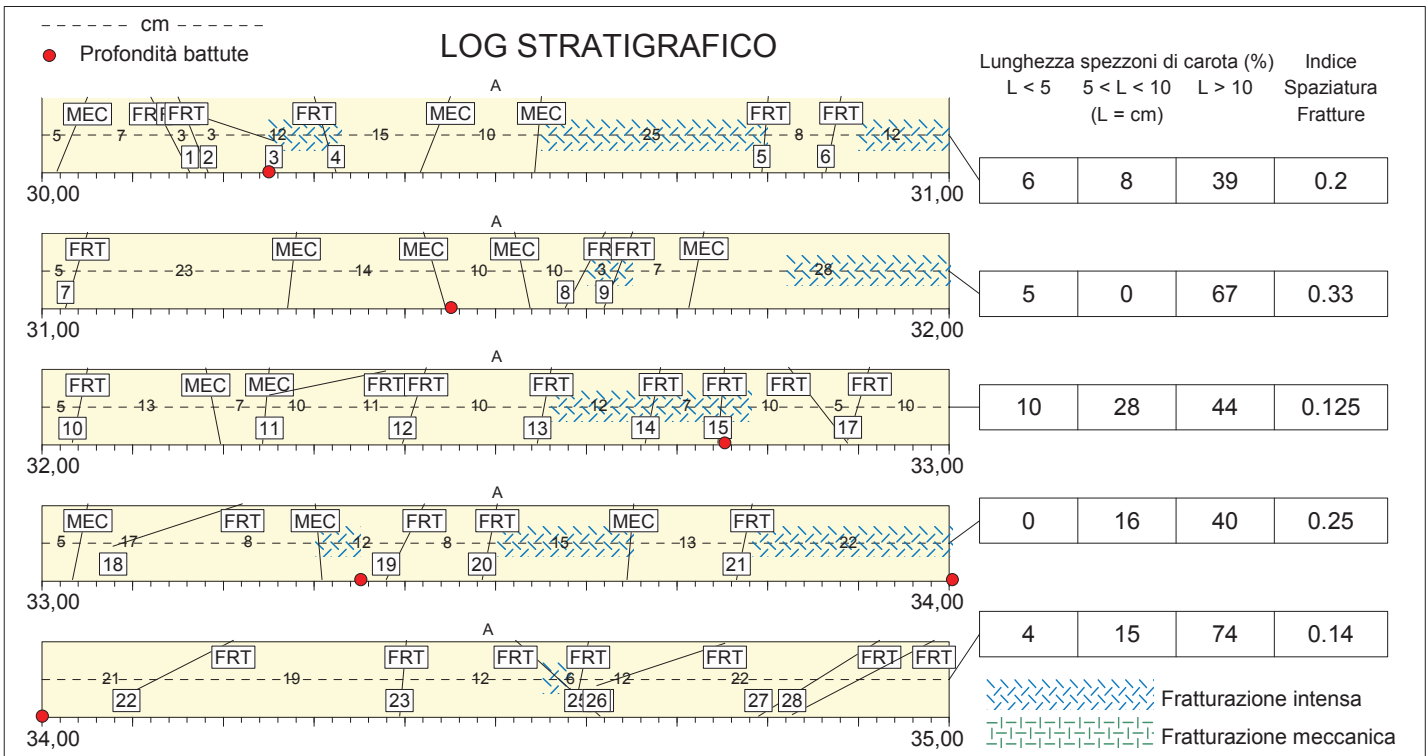 cm
Profondità battute
LOG STRATIGRAFICO
Lunghezza spezzoni di carota (%)
Indice Spaziatura Fratture
L < 5
5 < L < 10
L > 10
(L = cm)
A
MEC FRT FRT MEC MEC FRT FRT
5 7 3 3 12 15 10 25 8 12
1 2 3 4 5 6
30,00 31,00
6 8 39 0.2
A
FRT MEC MEC MEC FR FRT MEC
5 23 14 10 10 3 7 28
7 8 9
31,00 32,00
5 0 67 0.33
A
FRT MEC MEC FRT FRT FRT FRT FRT FRT FRT
5 13 7 10 11 10 12 7 10 5 10
10 11 12 13 14 15 17
32,00 33,00
10 28 44 0.125
A
MEC FRT MEC FRT FRT MEC FRT
5 17 8 12 8 15 13 22
18 19 20 21
33,00 34,00
0 16 40 0.25
A
FRT FRT FRT FRT FRT FRT FRT
21 19 12 6 12 22
22 23 25 26 27 28
34,00 35,00
4 15 74 0.14
Fratturazione intensa
Fratturazione meccanica